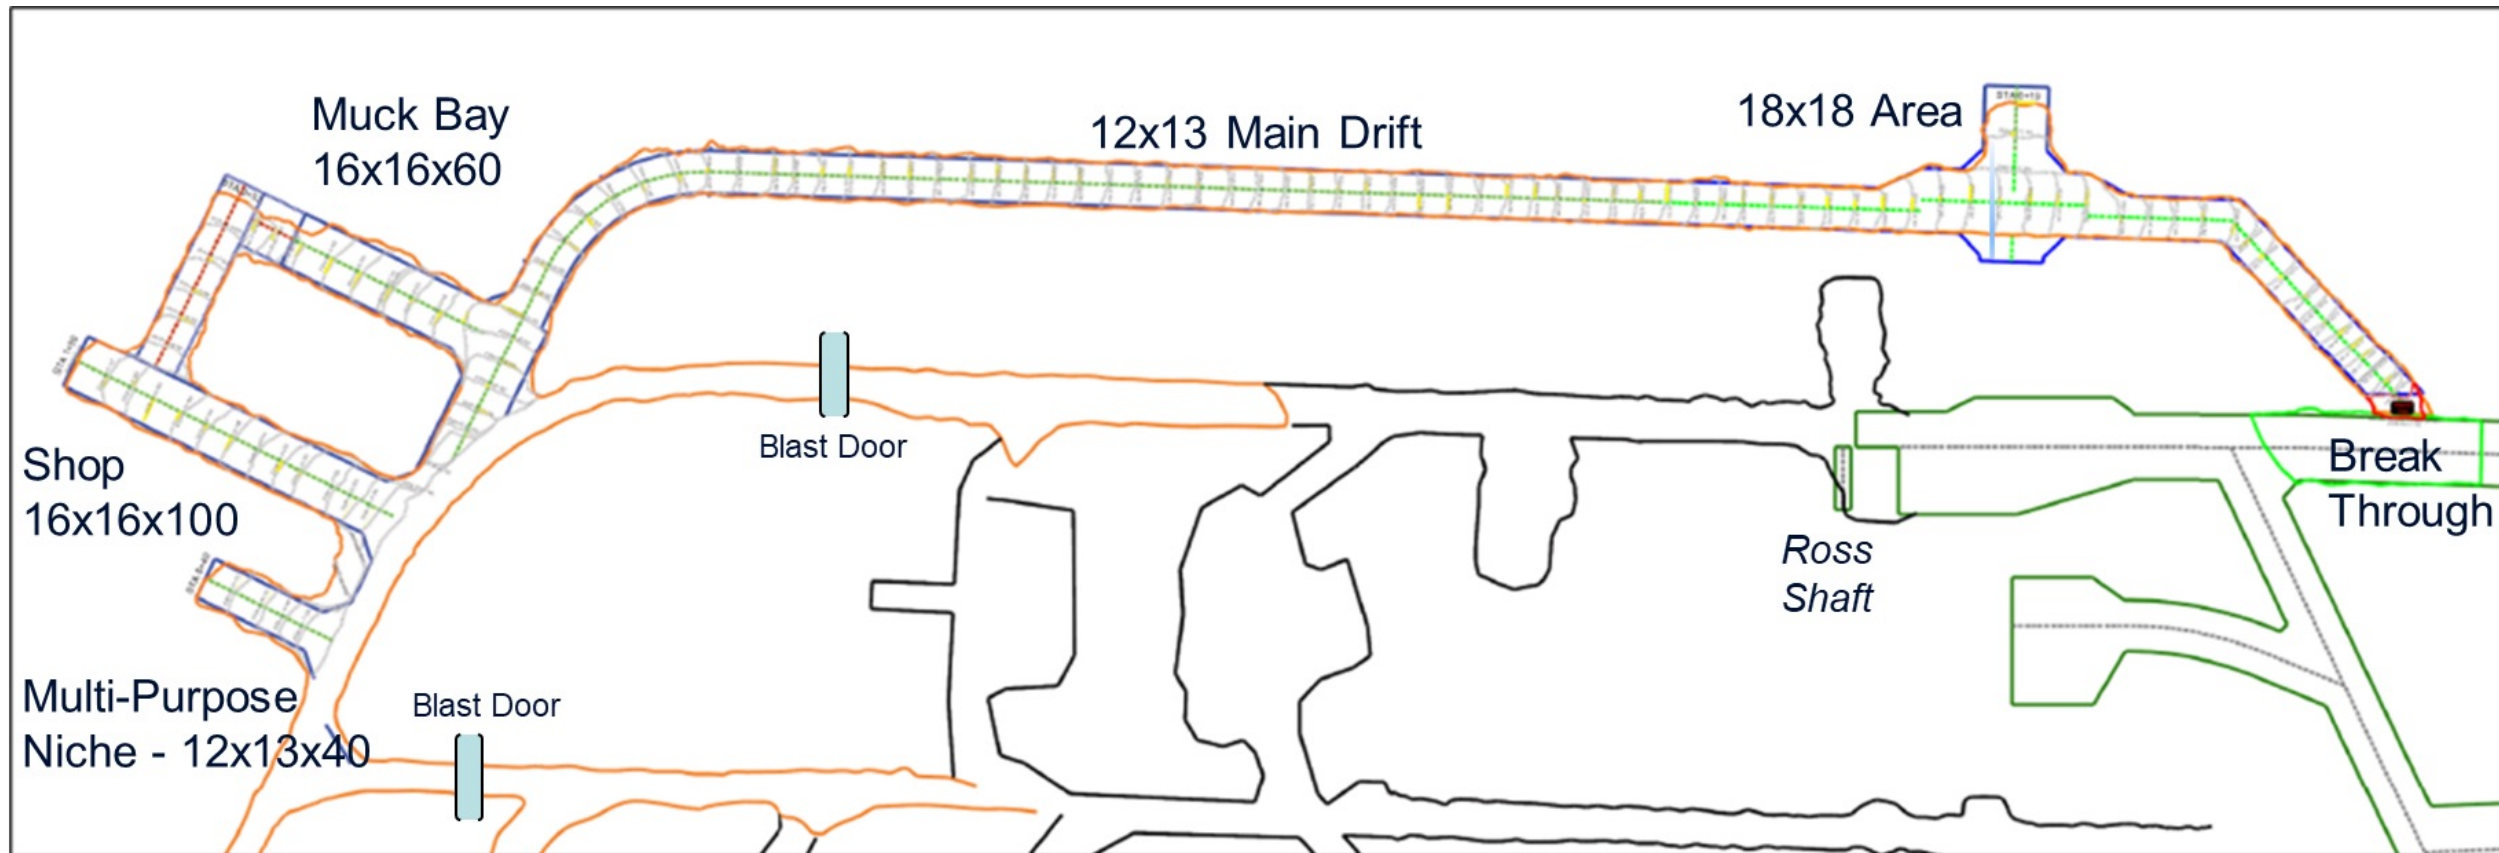 Muck Bay
16x16x60
12x13 Main Drift
18x18 Area
Blast Door
Shop
16x16x100
Break
Through
Ross
Shaft
Multi-Purpose
Niche - 12x13x40
Blast Door